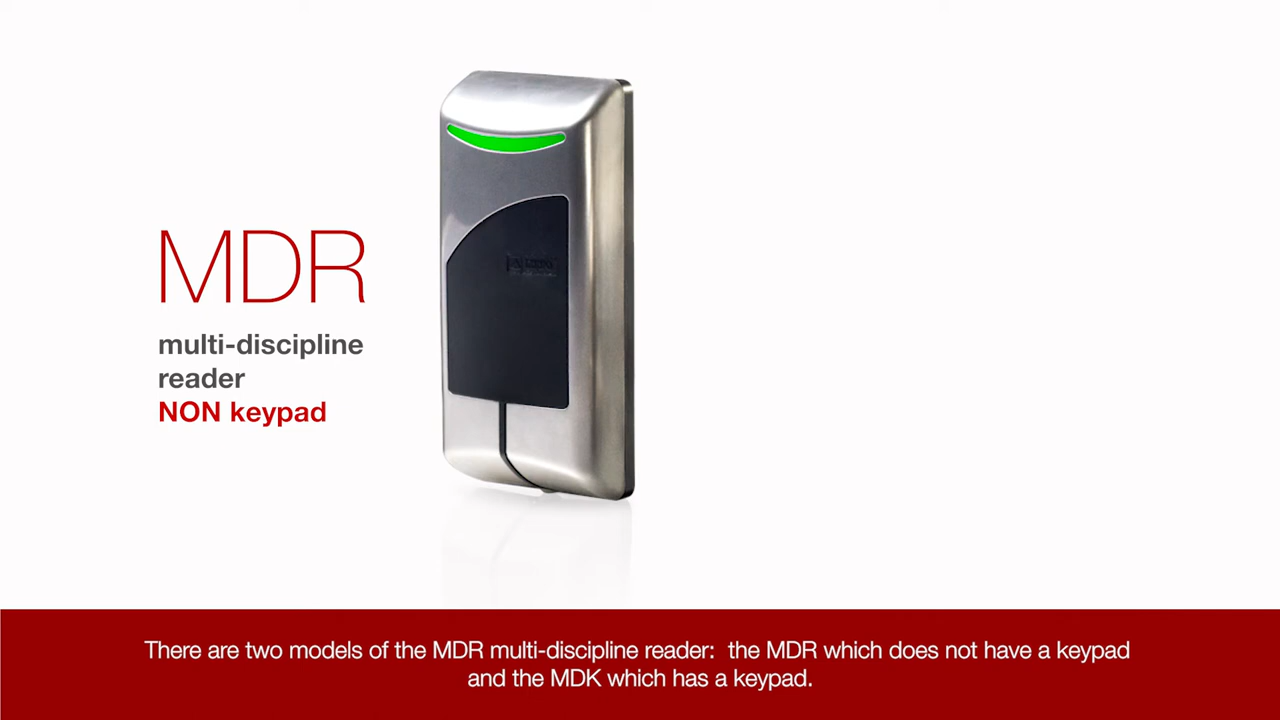 MDR
multi-discipline
reader
NON keypad
There are two models of the MDR multi-discipline reader:  the MDR which does not have a keypad
and the MDK which has a keypad.